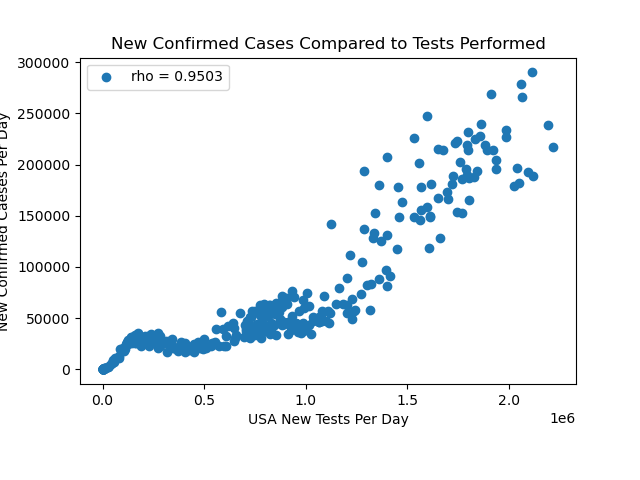 New Confirmed Cases Compared to Tests Performed
rho = 0.9503
New Confirmed Caeses Per Day
300000
250000
200000
150000
100000
50000
0
0.0 0.5 1.0 1.5 2.0
1e6
USA New Tests Per Day